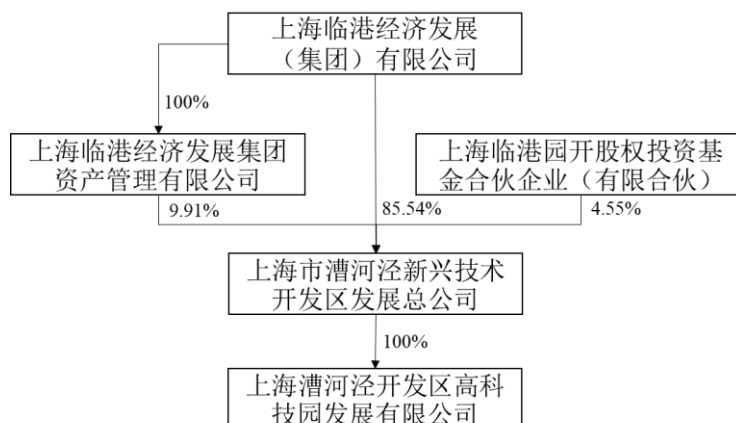 上海临港经济发展
（集团）有限公司
100%
上海临港经济发展集团
资产管理有限公司
上海临港园开股权投资基
金合伙企业（有限合伙）
9.91%
85.54%
4.55%
上海市漕河泾新兴技术
开发区发展总公司
100%
上海漕河泾开发区高科
技园发展有限公司